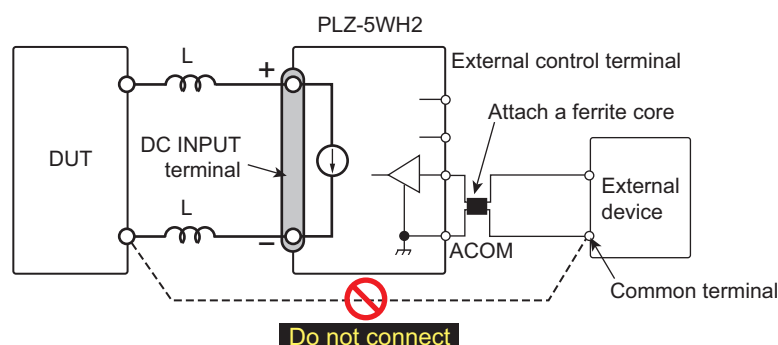 PLZ-5WH2
L
+
External control terminal
Attach a ferrite core
DUT
DC INPUT
terminal
External
device
L
−
ACOM
Common terminal
Do not connect